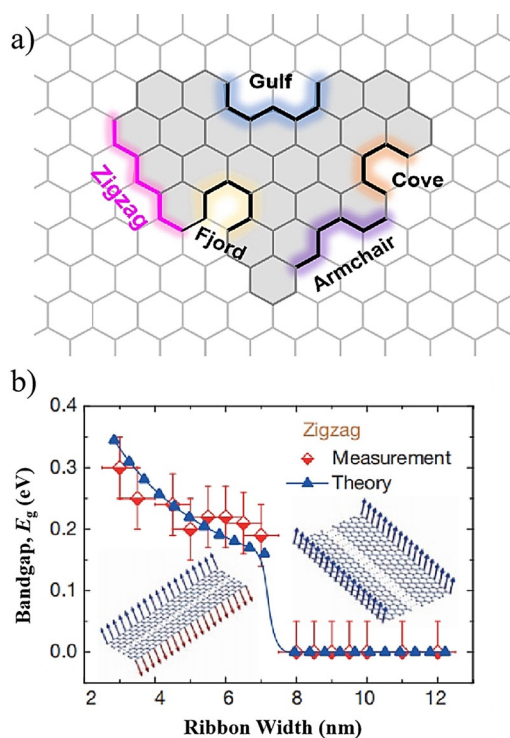 a)
Gulf
Zigzag
Cove
Fjord
Armchair
b)
0.4
Zigzag
Measurement
Theory
0.3
0.2
0.1
0.0
Bandgap, Eg (eV)
2 4 6 8 10 12
Ribbon Width (nm)